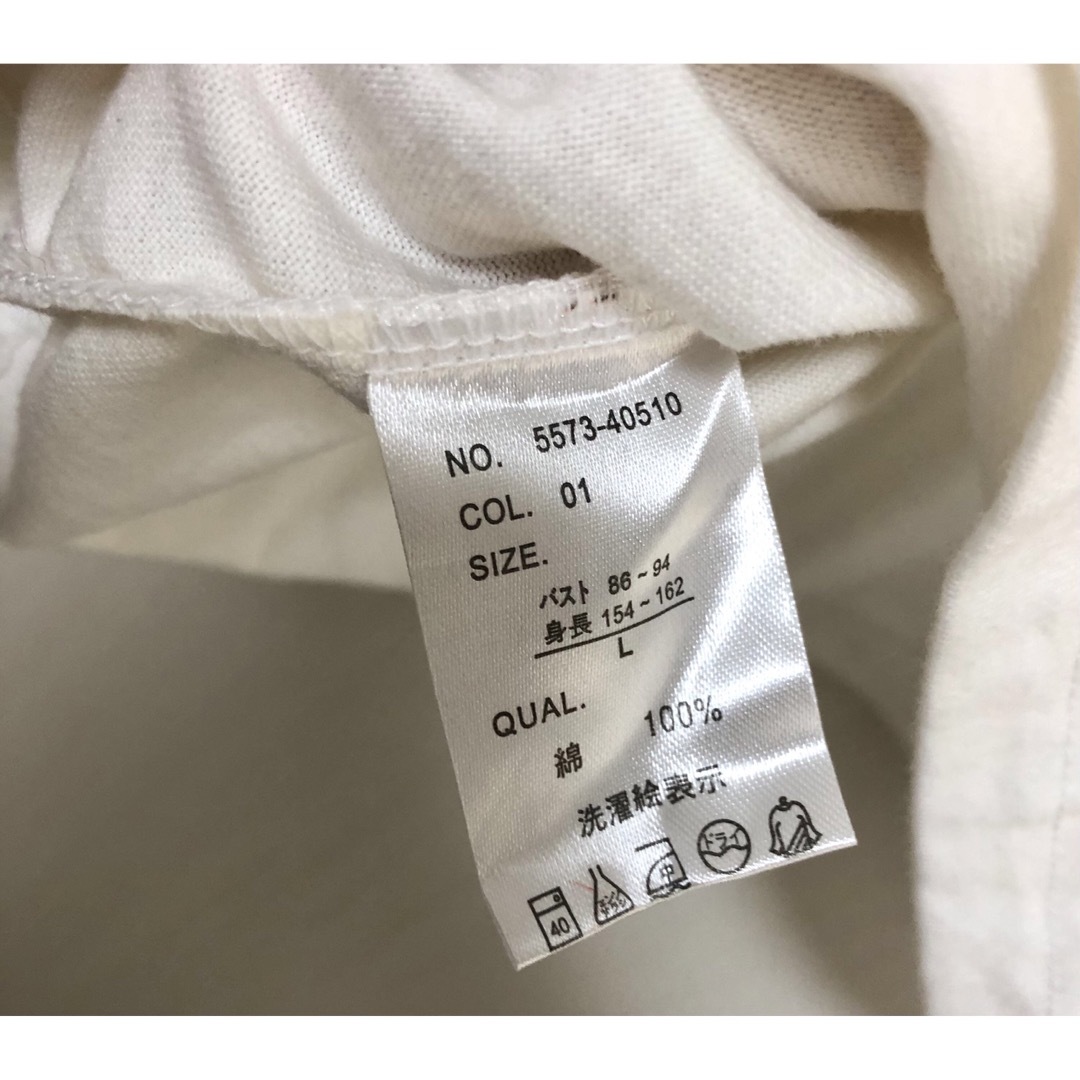 NO. 5573-40510
COL. 01
SIZE.
バスト 86~94
身長 154~162
L
QUAL.
綿 100%
洗濯絵表示
40
中
ドライ